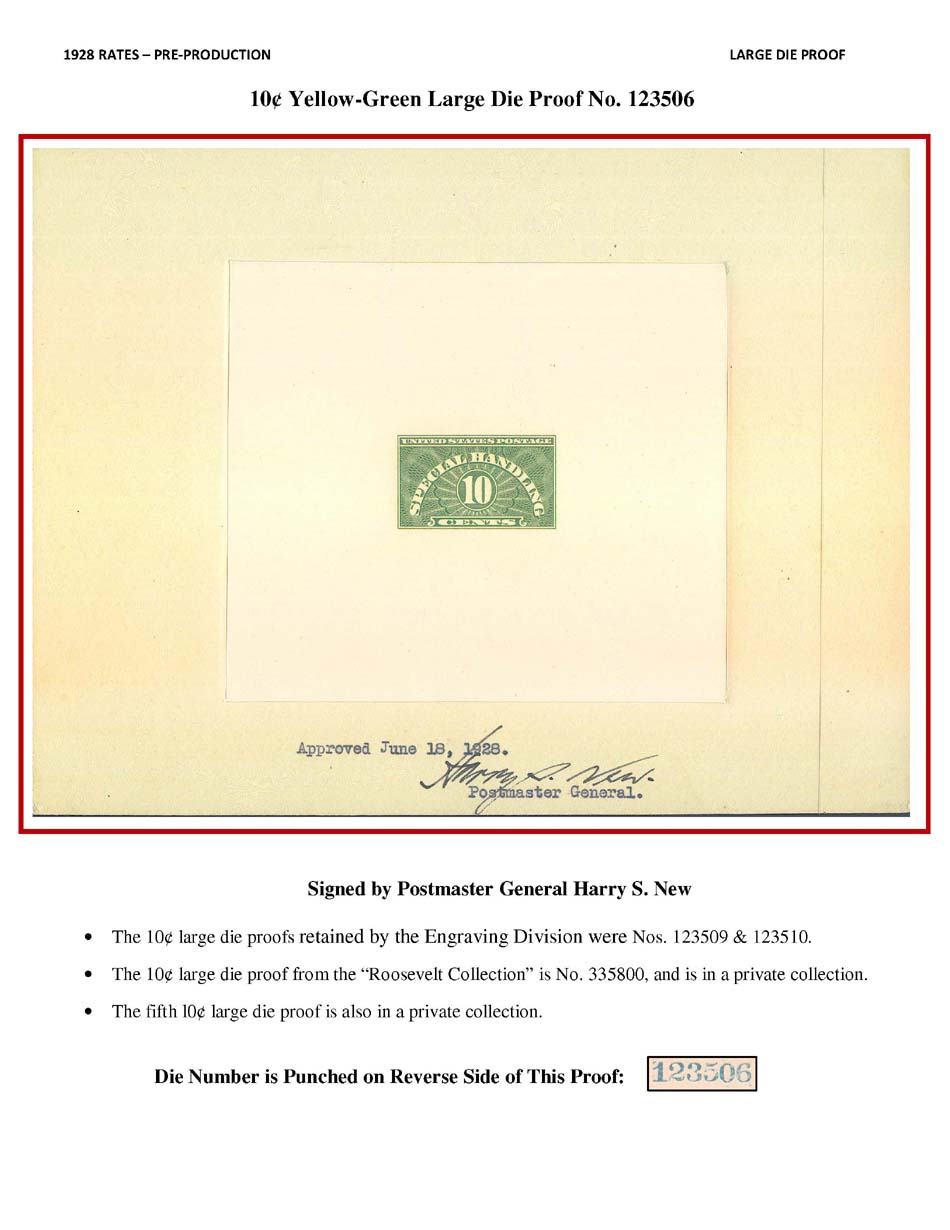 1928 RATES – PRE-PRODUCTION LARGE DIE PROOF
10¢ Yellow-Green Large Die Proof No. 123506
UNITED STATES POSTAGE
SPECIAL HANDLING
10
CENTS
Approved June 18, 1928.
Harry S. New.
Postmaster General.
Signed by Postmaster General Harry S. New
• The 10¢ large die proofs retained by the Engraving Division were Nos. 123509 & 123510.
• The 10¢ large die proof from the “Roosevelt Collection” is No. 335800, and is in a private collection.
• The fifth l0¢ large die proof is also in a private collection.
Die Number is Punched on Reverse Side of This Proof: 123506